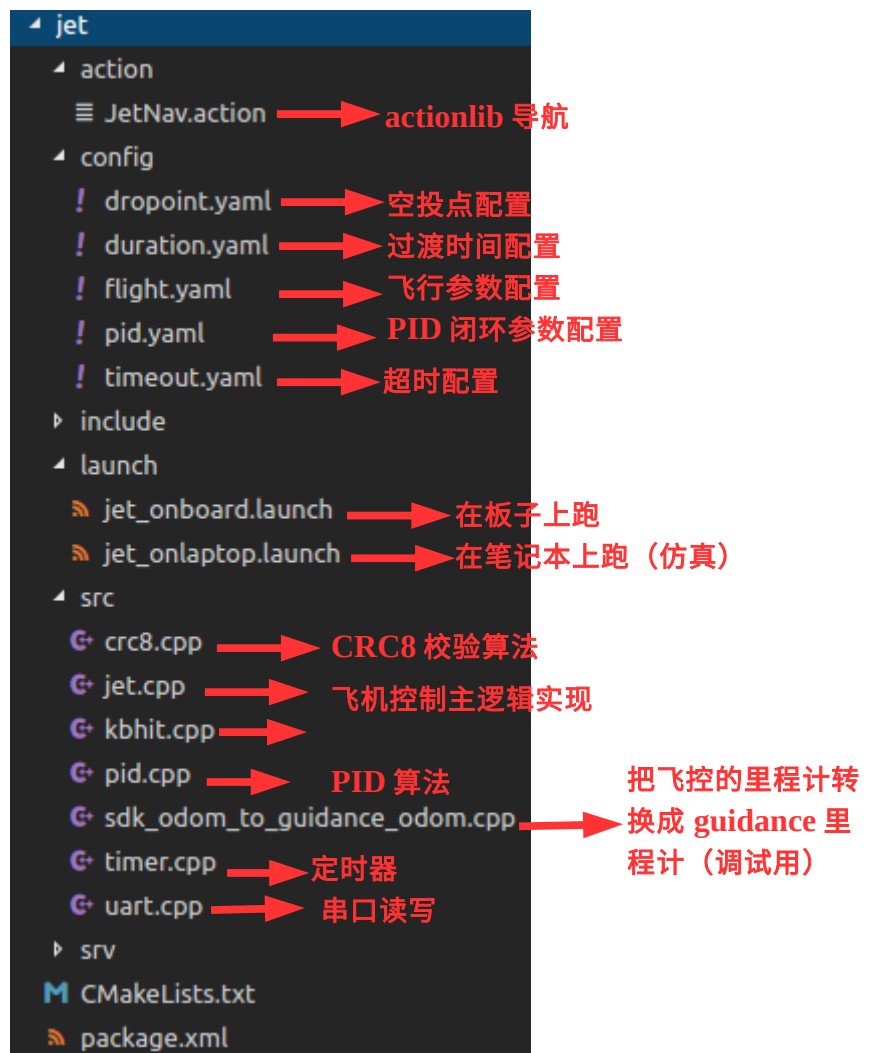 jet
action
JetNav.action actionlib 导航
config
dropoint.yaml 空投点配置
duration.yaml 过渡时间配置
flight.yaml 飞行参数配置
pid.yaml PID 闭环参数配置
timeout.yaml 超时配置
include
launch
jet_onboard.launch 在板子上跑
jet_onlaptop.launch 在笔记本上跑（仿真）
src
crc8.cpp CRC8 校验算法
jet.cpp 飞机控制主逻辑实现
kbhit.cpp
pid.cpp PID 算法
sdk_odom_to_guidance_odom.cpp
把飞控的里程计转
换成 guidance 里
程计（调试用）
timer.cpp 定时器
uart.cpp 串口读写
srv
CMakeLists.txt
package.xml